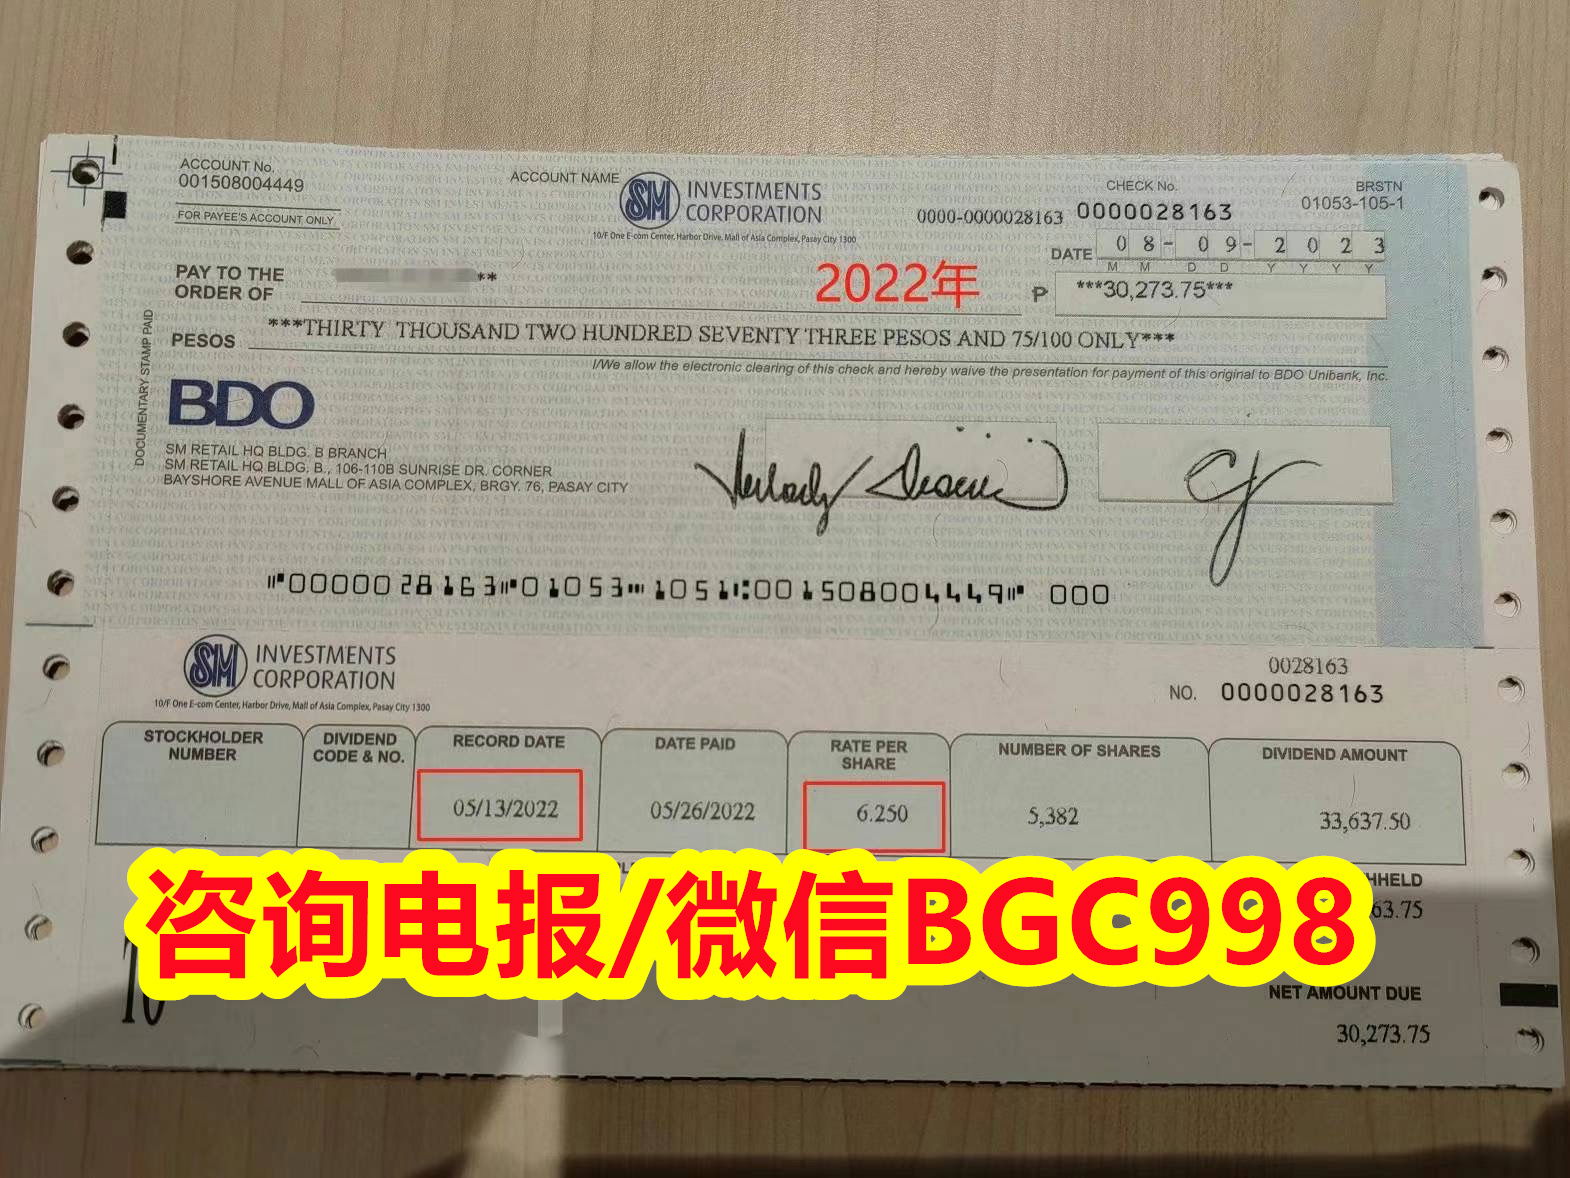 ACCOUNT No.
001508004449
FOR PAYEE'S ACCOUNT ONLY
ACCOUNT NAME
SM INVESTMENTS CORPORATION
10/F One E-com Center, Harbor Drive, Mall of Asia Complex, Pasay City 1300
CHECK No.
0000-0000028163 0000028163
BRSTN
01053-105-1
DATE 08-09-2023
M M D D Y Y Y Y
PAY TO THE ORDER OF
**
2022年
₱ ***30,273.75***
PESOS ***THIRTY THOUSAND TWO HUNDRED SEVENTY THREE PESOS AND 75/100 ONLY***
I/We allow the electronic clearing of this check and hereby waive the presentation for payment of this original to BDO Unibank, Inc.
DOCUMENTARY STAMP PAID
BDO
SM RETAIL HQ BLDG. B BRANCH
SM RETAIL HQ BLDG, B., 106-110B SUNRISE DR. CORNER
BAYSHORE AVENUE MALL OF ASIA COMPLEX, BRGY. 76, PASAY CITY
⑈0000028163⑈01053⑉1051⑆001508004449⑈ 000
SM INVESTMENTS CORPORATION
10/F One E-com Center, Harbor Drive, Mall of Asia Complex, Pasay City 1300
0028163
NO. 0000028163
STOCKHOLDER NUMBER
DIVIDEND CODE & NO.
RECORD DATE
DATE PAID
RATE PER SHARE
NUMBER OF SHARES
DIVIDEND AMOUNT
05/13/2022
05/26/2022
6.250
5,382
33,637.50
咨询电报/微信BGC998
63.75
NET AMOUNT DUE
30,273.75